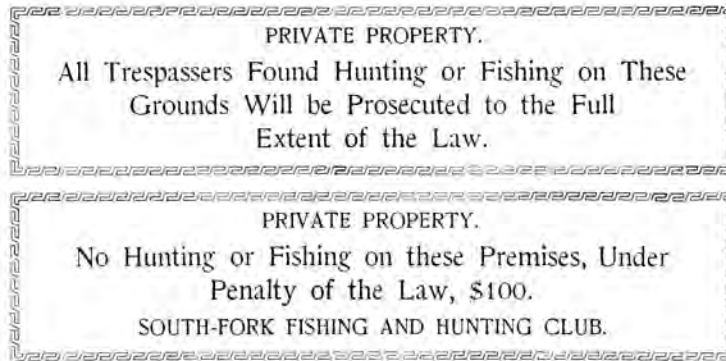 PRIVATE PROPERTY.
All Trespassers Found Hunting or Fishing on These
Grounds Will be Prosecuted to the Full
Extent of the Law.
PRIVATE PROPERTY.
No Hunting or Fishing on these Premises, Under
Penalty of the Law, $100.
SOUTH-FORK FISHING AND HUNTING CLUB.